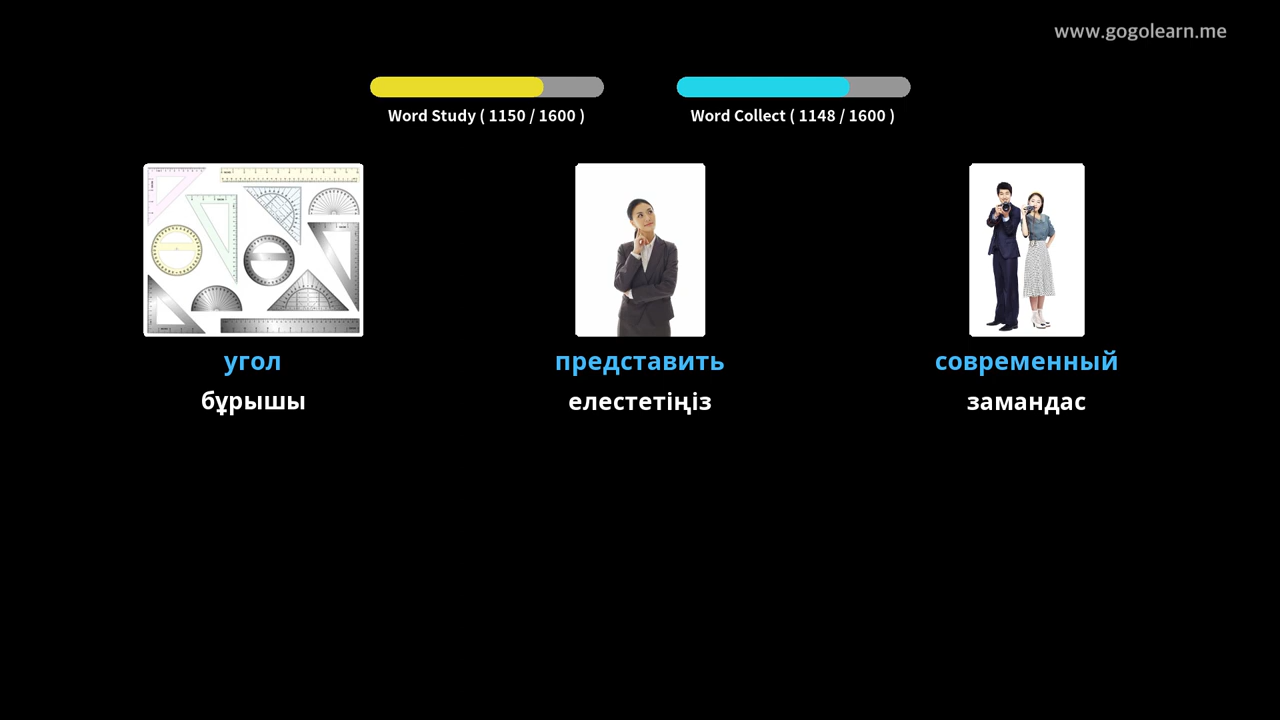 www.gogolearn.me
Word Study ( 1150 / 1600 )
Word Collect ( 1148 / 1600 )
угол
представить
современный
бұрышы
елестетіңіз
замандас